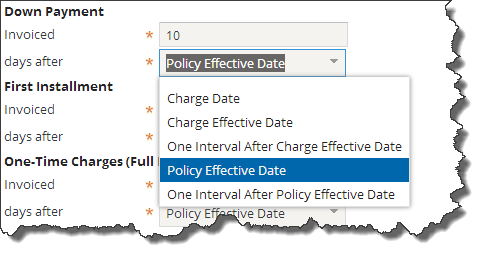 Down Payment
Invoiced * 10
days after * Policy Effective Date
Charge Date
First Installment
Charge Effective Date
Invoiced *
One Interval After Charge Effective Date
days after *
Policy Effective Date
One-Time Charges (Full
One Interval After Policy Effective Date
Invoiced *
days after * Policy Effective Date